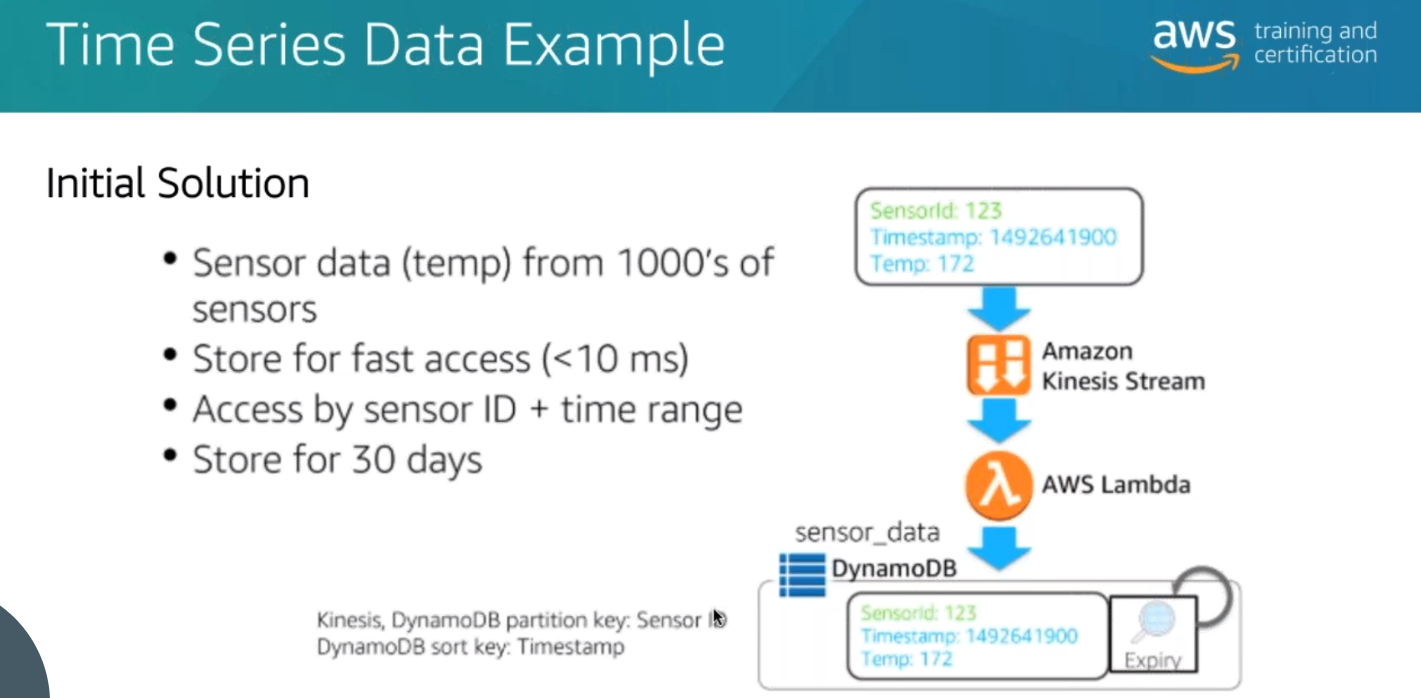 Time Series Data Example
aws training and
certification
Initial Solution
• Sensor data (temp) from 1000's of
sensors
• Store for fast access (<10 ms)
• Access by sensor ID + time range
• Store for 30 days
SensorId: 123
Timestamp: 1492641900
Temp: 172
Amazon
Kinesis Stream
AWS Lambda
sensor_data
DynamoDB
SensorId: 123
Timestamp: 1492641900
Temp: 172
Expiry
Kinesis, DynamoDB partition key: Sensor ID
DynamoDB sort key: Timestamp